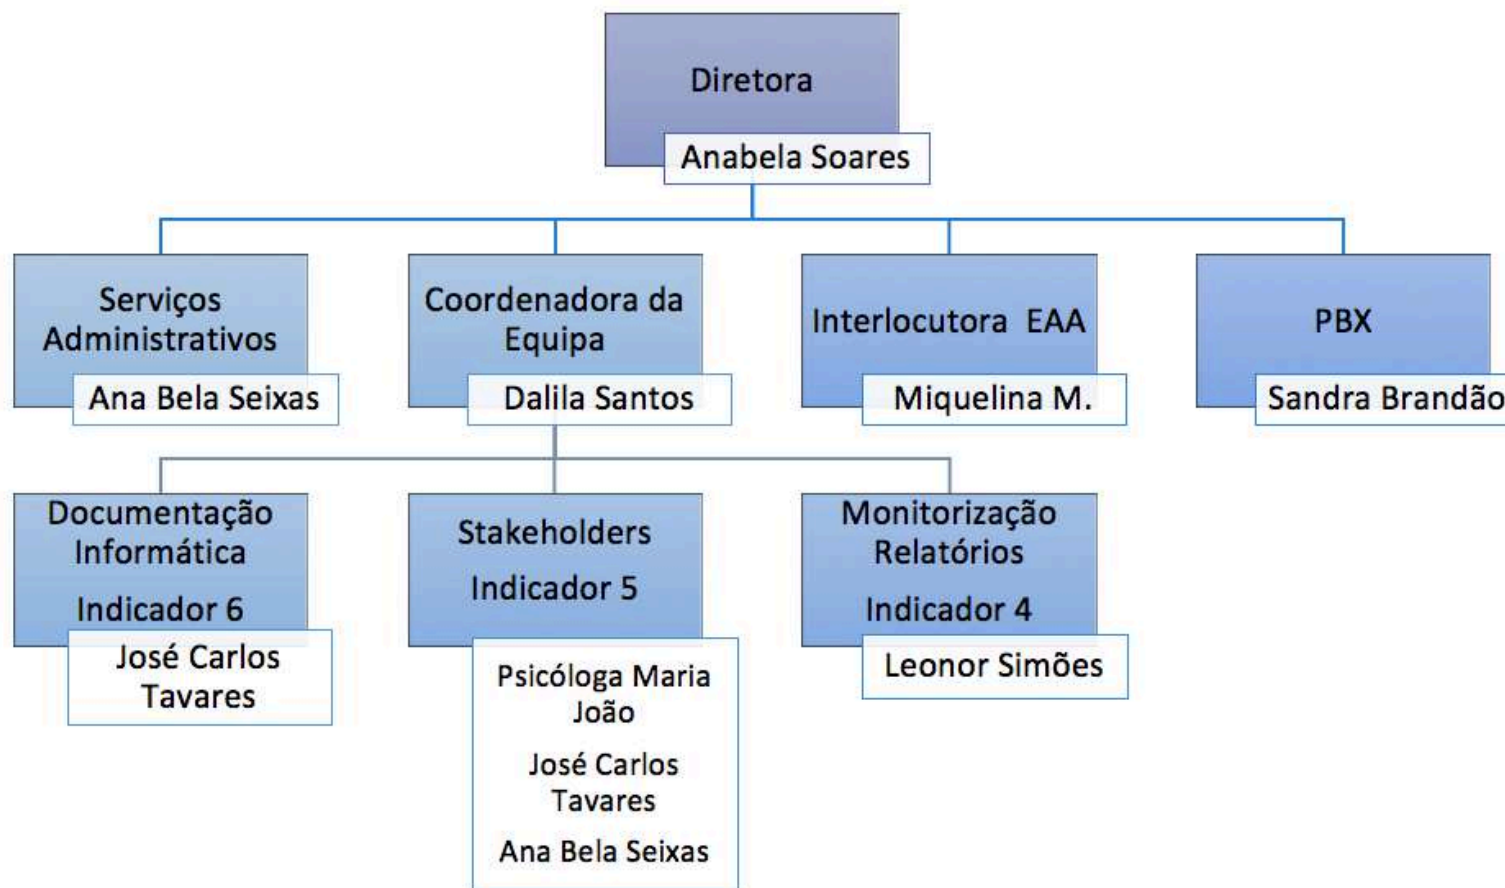 Diretora
Anabela Soares
Serviços
Administrativos
Ana Bela Seixas
Coordenadora da
Equipa
Dalila Santos
Interlocutora EAA
Miquelina M.
PBX
Sandra Brandão
Documentação
Informática
Indicador 6
José Carlos
Tavares
Stakeholders
Indicador 5
Psicóloga Maria
João
José Carlos
Tavares
Ana Bela Seixas
Monitorização
Relatórios
Indicador 4
Leonor Simões